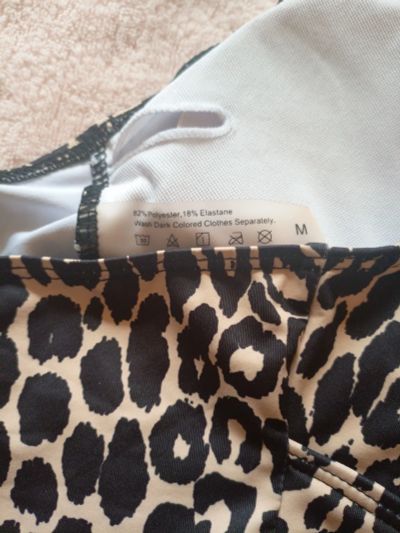 82%Polyester,18% Elastane
Wash Dark Colored Clothes Separately.
M